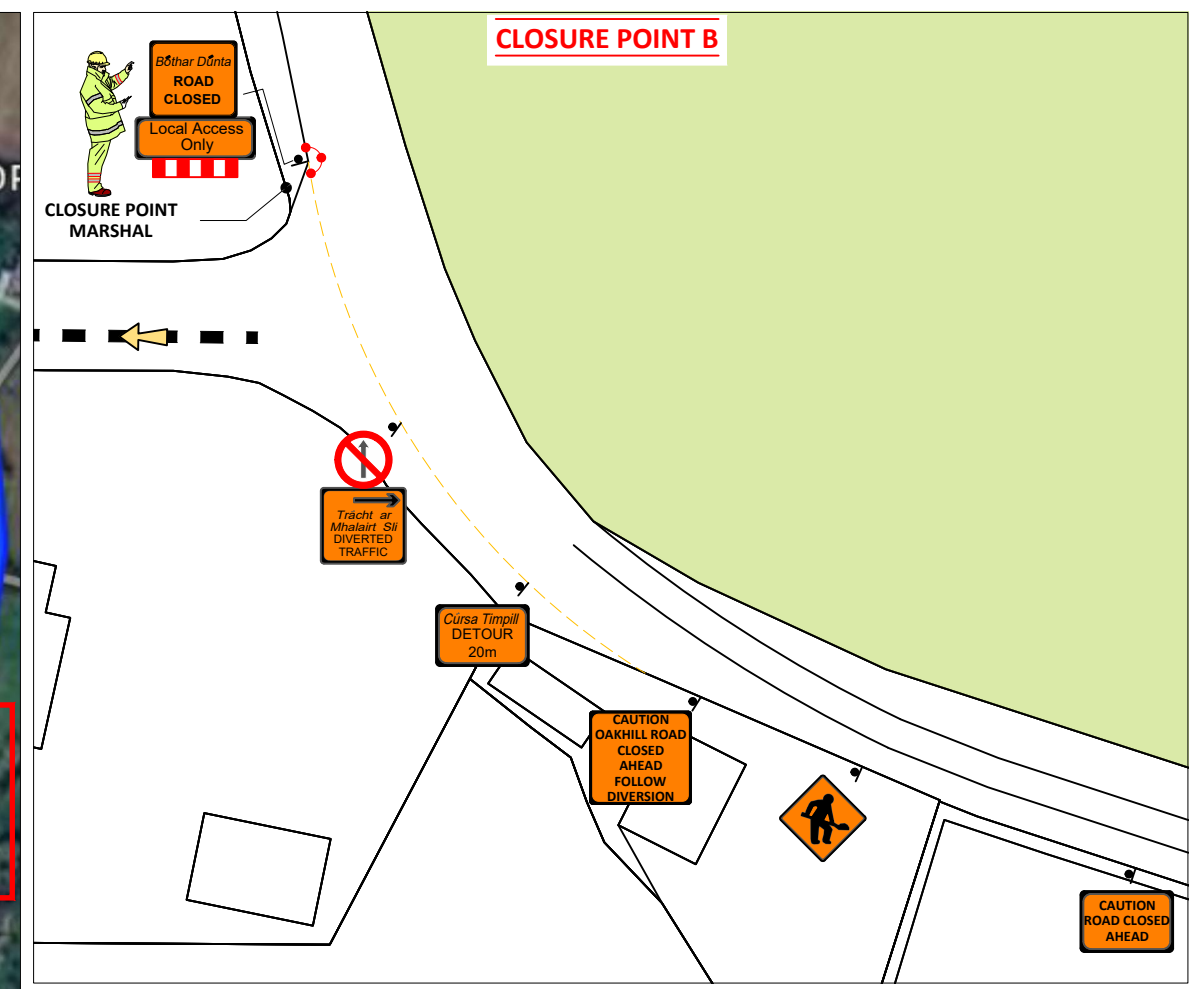 CLOSURE POINT B
Bóthar Dúnta
ROAD
CLOSED
Local Access
Only
CLOSURE POINT
MARSHAL
Trácht ar
Mhalairt Slí
DIVERTED
TRAFFIC
Cúrsa Timpill
DETOUR
20m
CAUTION
OAKHILL ROAD
CLOSED
AHEAD
FOLLOW
DIVERSION
CAUTION
ROAD CLOSED
AHEAD